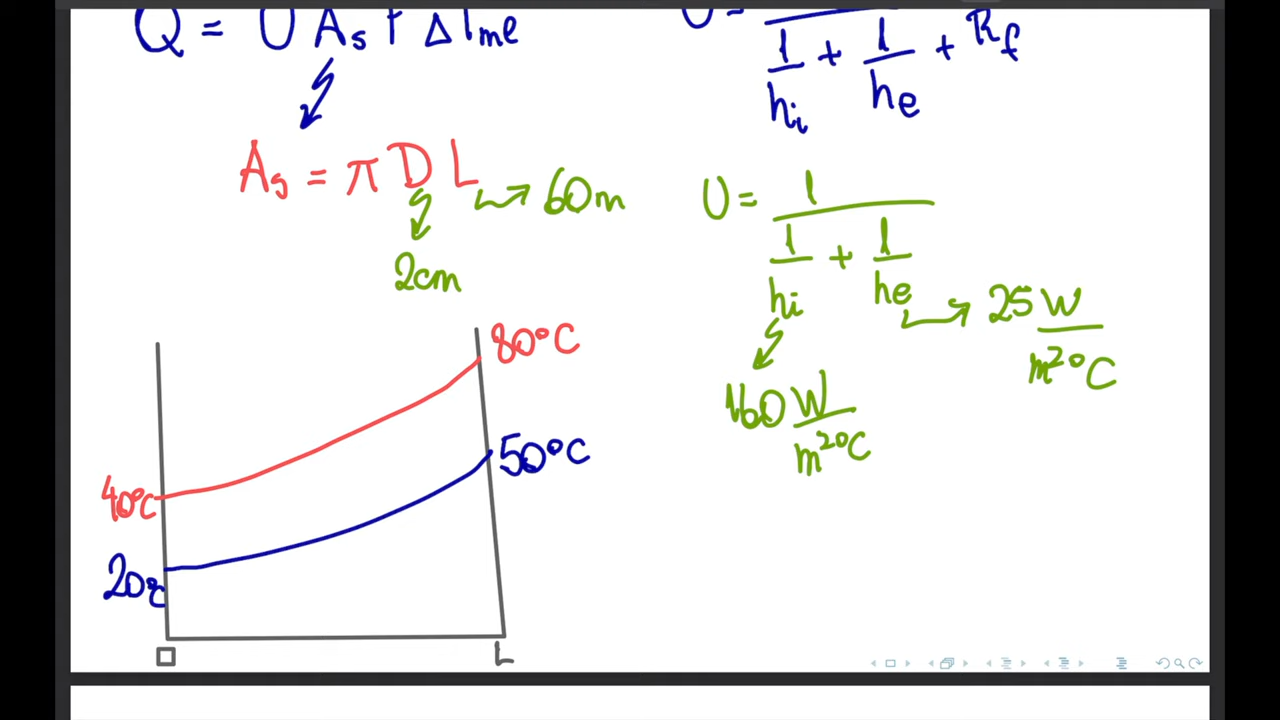 Q̇ = U As F ΔTme
U = 1/(1/hi + 1/he + Rf)
As = π D L
60m
2cm
U = 1/(1/hi + 1/he)
25 W/m²°C
160 W/m²°C
80°C
50°C
40°C
20°C
0
L